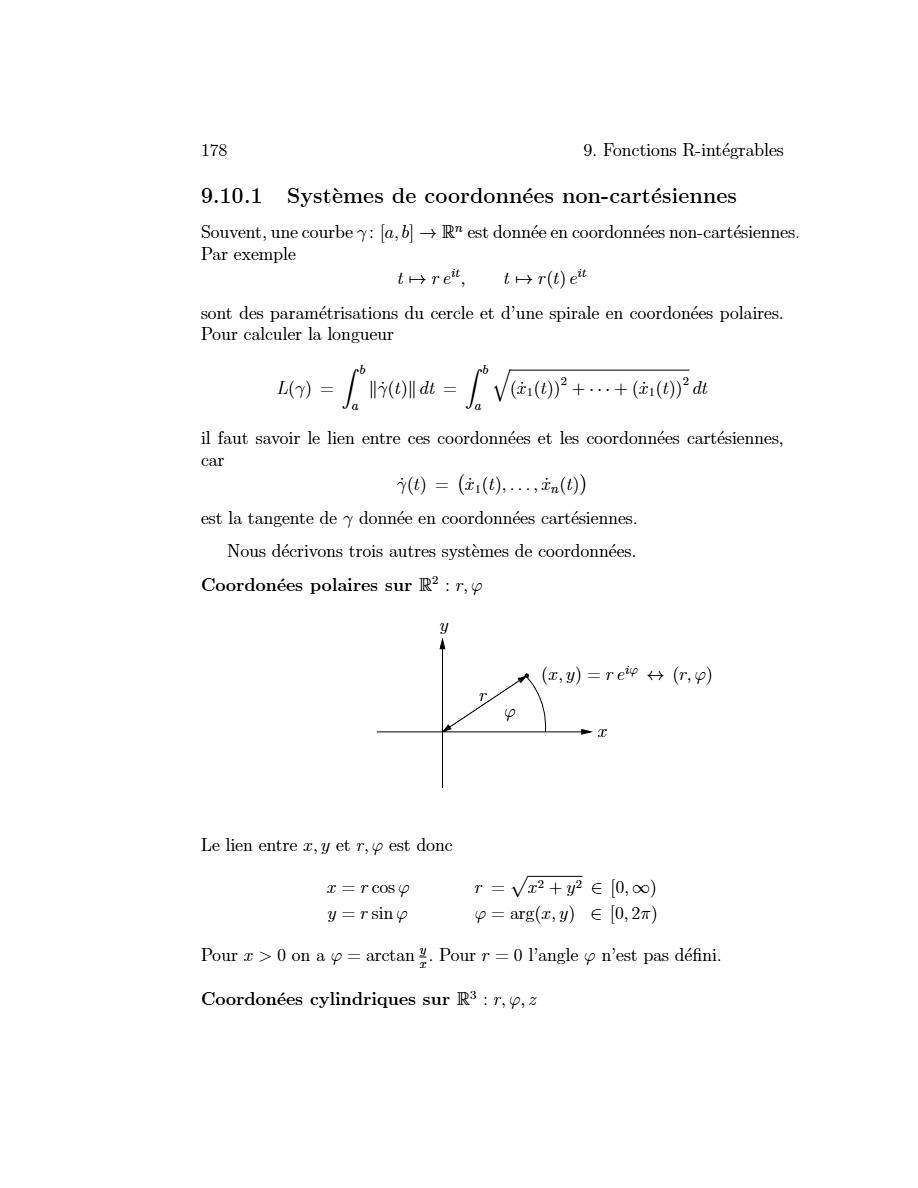 178 9. Fonctions R-intégrables
9.10.1 Systèmes de coordonnées non-cartésiennes
Souvent, une courbe γ: [a, b] → ℝⁿ est donnée en coordonnées non-cartésiennes.
Par exemple
t ↦ r eⁱᵗ, t ↦ r(t) eⁱᵗ
sont des paramétrisations du cercle et d'une spirale en coordonées polaires.
Pour calculer la longueur
L(γ) = ∫ₐᵇ ‖γ̇(t)‖ dt = ∫ₐᵇ √((ẋ₁(t))² + · · · + (ẋ₁(t))²) dt
il faut savoir le lien entre ces coordonnées et les coordonnées cartésiennes,
car
γ̇(t) = (ẋ₁(t), . . . , ẋₙ(t))
est la tangente de γ donnée en coordonnées cartésiennes.
Nous décrivons trois autres systèmes de coordonnées.
Coordonées polaires sur ℝ² : r, φ
y
(x, y) = r eⁱᵠ ↔ (r, φ)
r
φ
x
Le lien entre x, y et r, φ est donc
x = r cos φ r = √(x² + y²) ∈ [0, ∞)
y = r sin φ φ = arg(x, y) ∈ [0, 2π)
Pour x > 0 on a φ = arctan y/x. Pour r = 0 l'angle φ n'est pas défini.
Coordonées cylindriques sur ℝ³ : r, φ, z